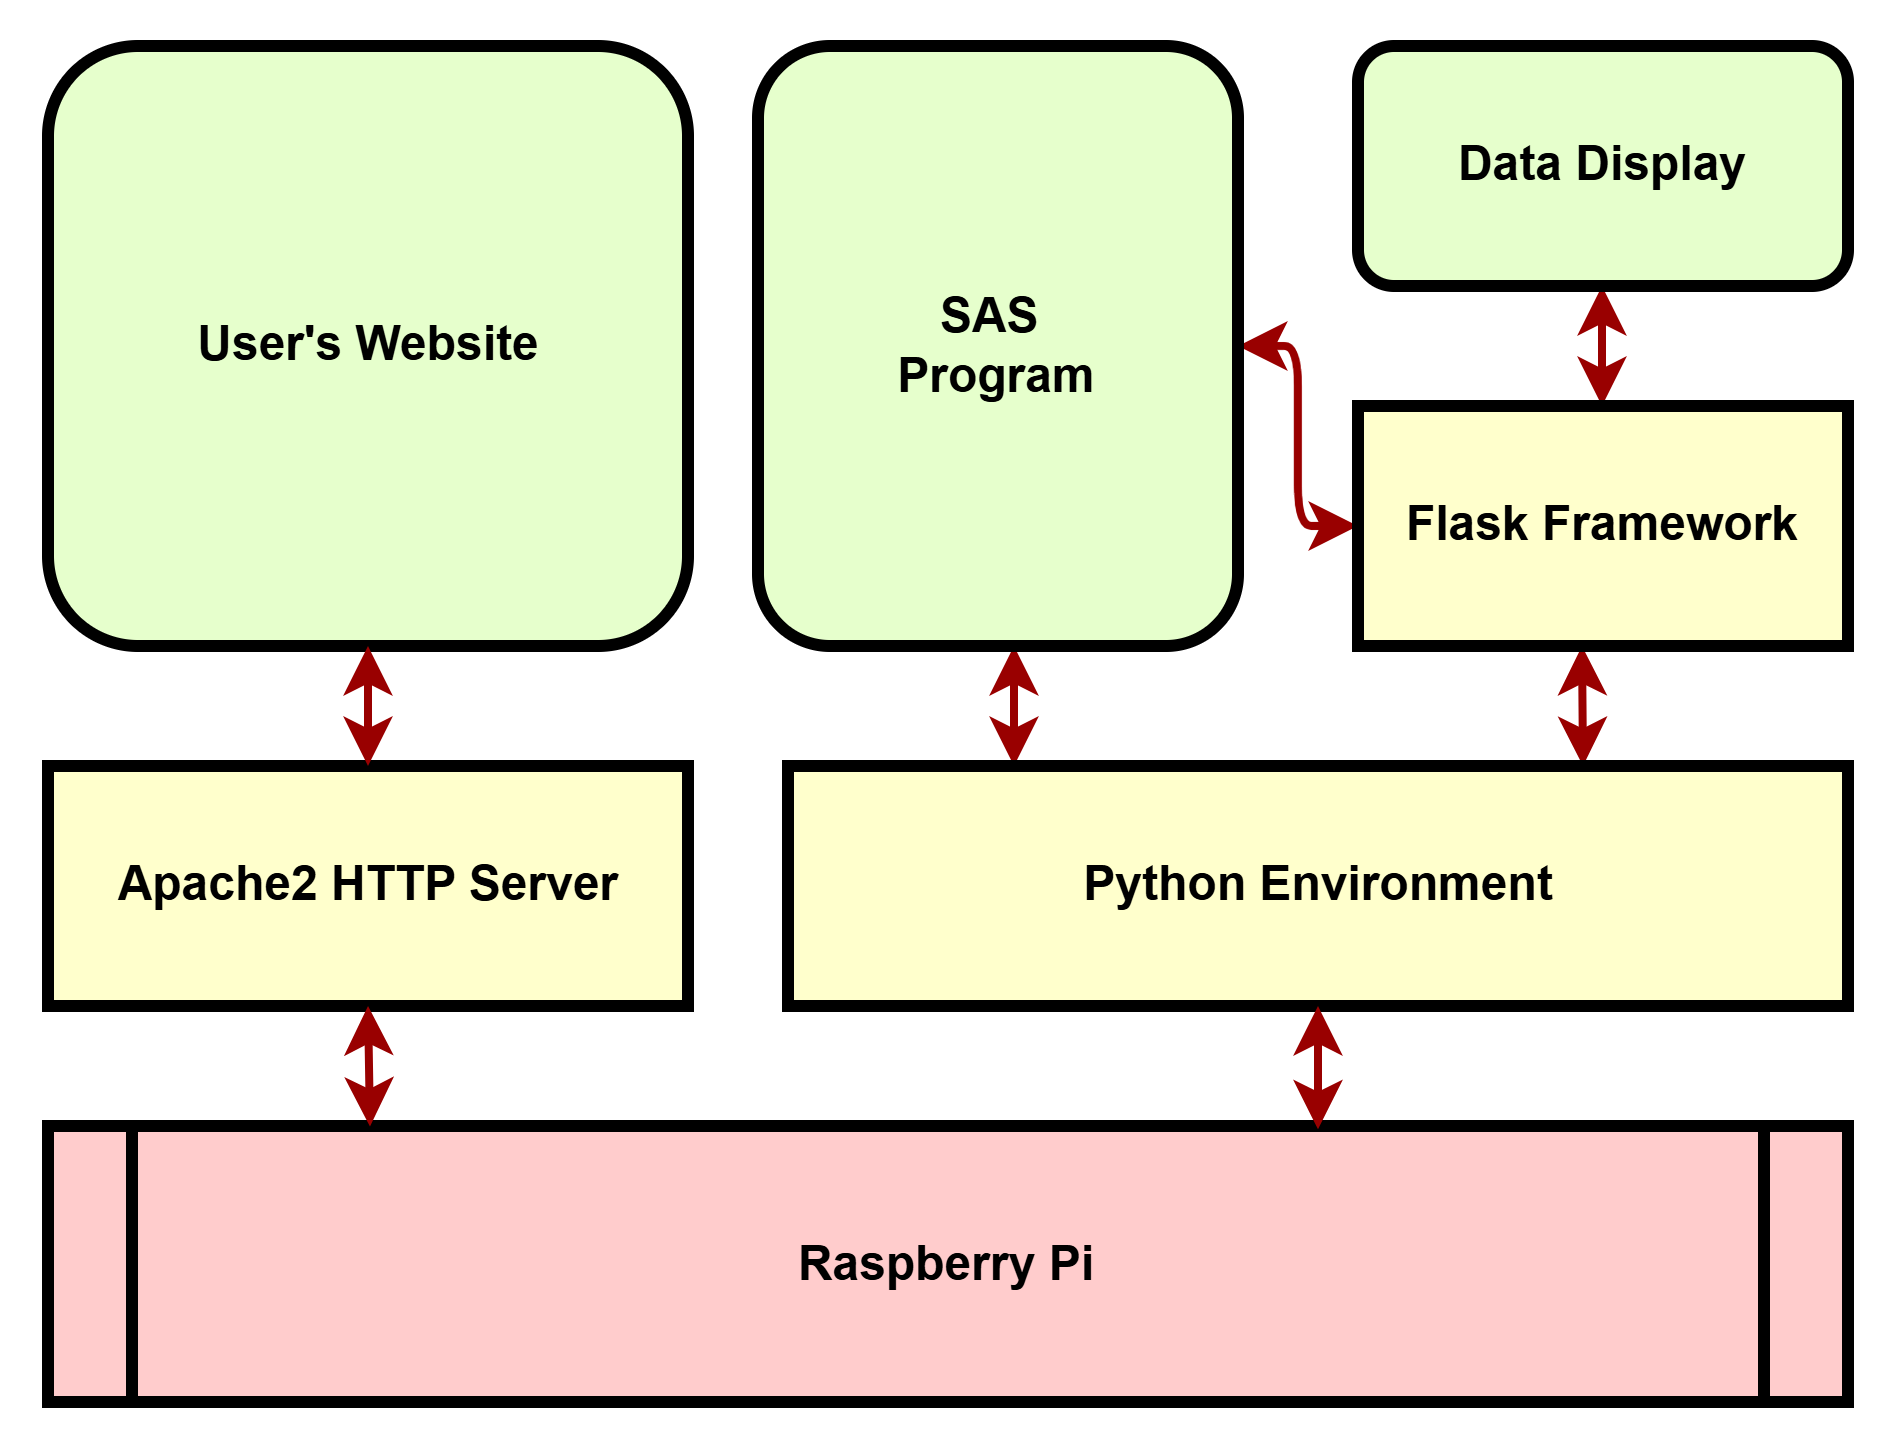 User's Website
SAS
Program
Data Display
Flask Framework
Apache2 HTTP Server
Python Environment
Raspberry Pi